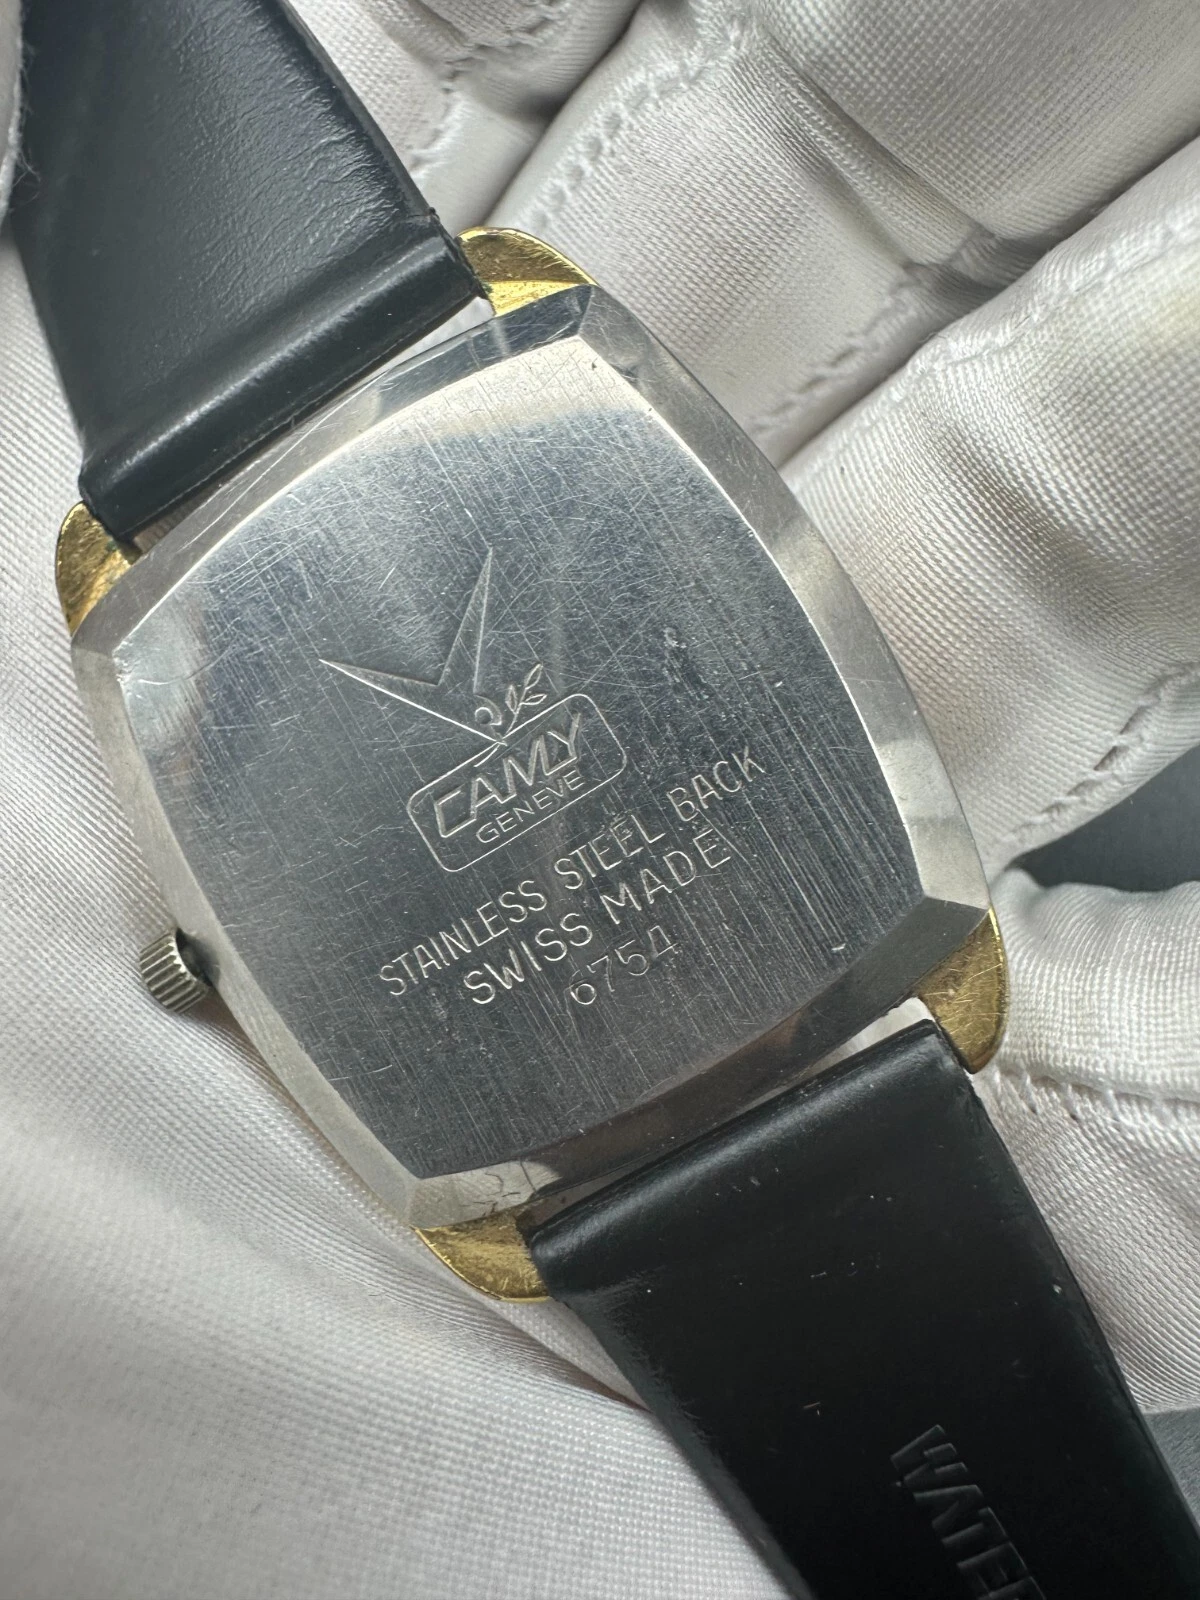 CAMY
GENEVE
STAINLESS STEEL BACK
SWISS MADE
6754